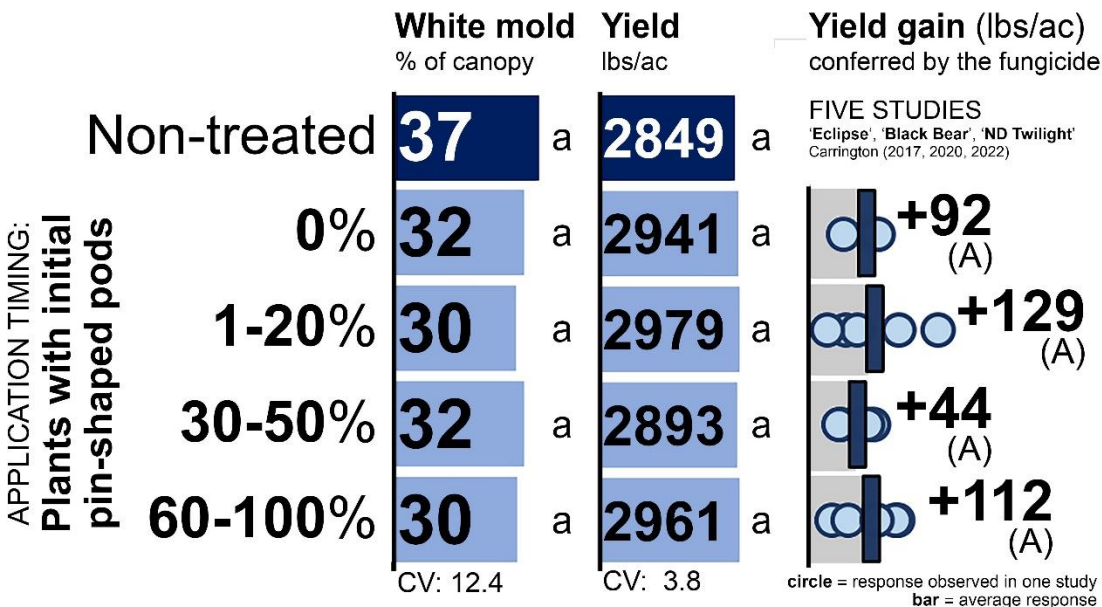 White mold
% of canopy
Yield
lbs/ac
Yield gain (lbs/ac)
conferred by the fungicide
FIVE STUDIES
'Eclipse', 'Black Bear', 'ND Twilight'
Carrington (2017, 2020, 2022)
APPLICATION TIMING:
Plants with initial
pin-shaped pods
Non-treated 37 a 2849 a
0% 32 a 2941 a +92 (A)
1-20% 30 a 2979 a +129 (A)
30-50% 32 a 2893 a +44 (A)
60-100% 30 a 2961 a +112 (A)
CV: 12.4 CV: 3.8
circle = response observed in one study
bar = average response